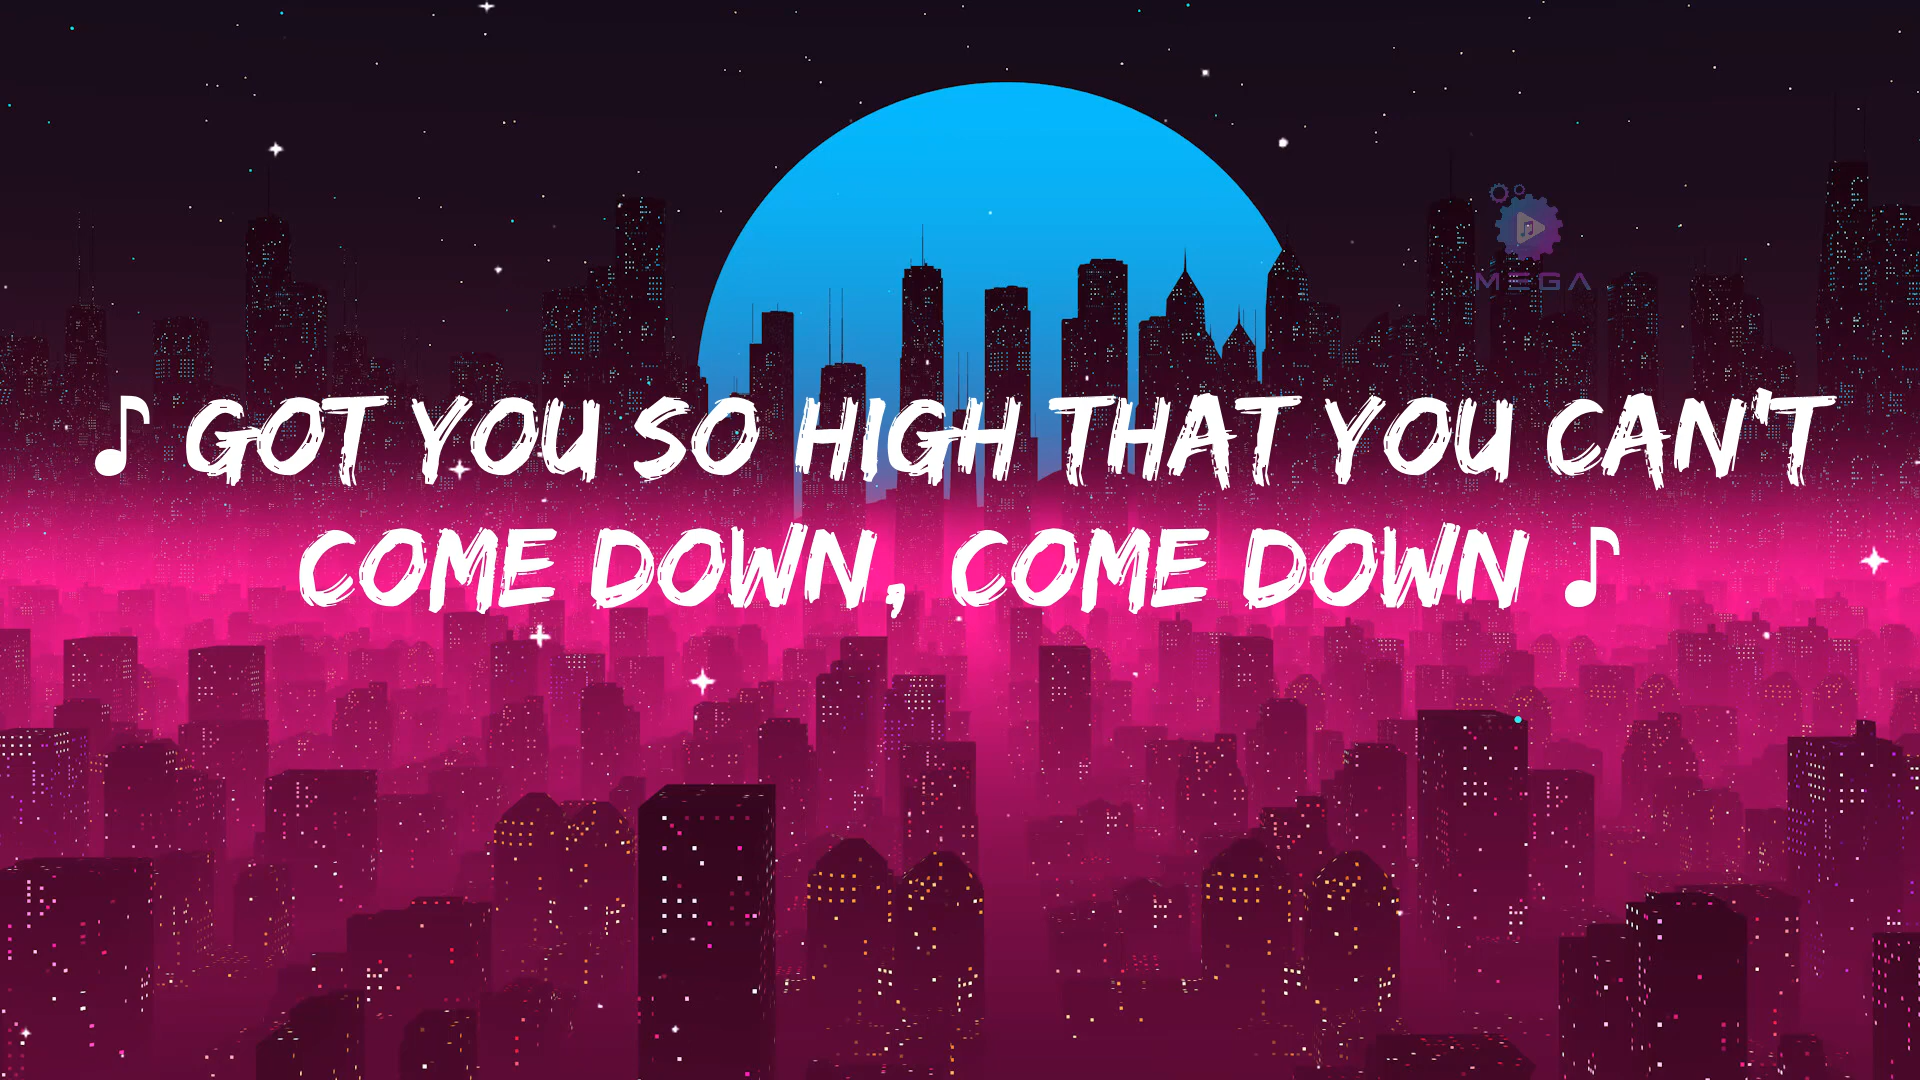 MEGA
♪ GOT YOU SO HIGH THAT YOU CAN'T
COME DOWN, COME DOWN ♪